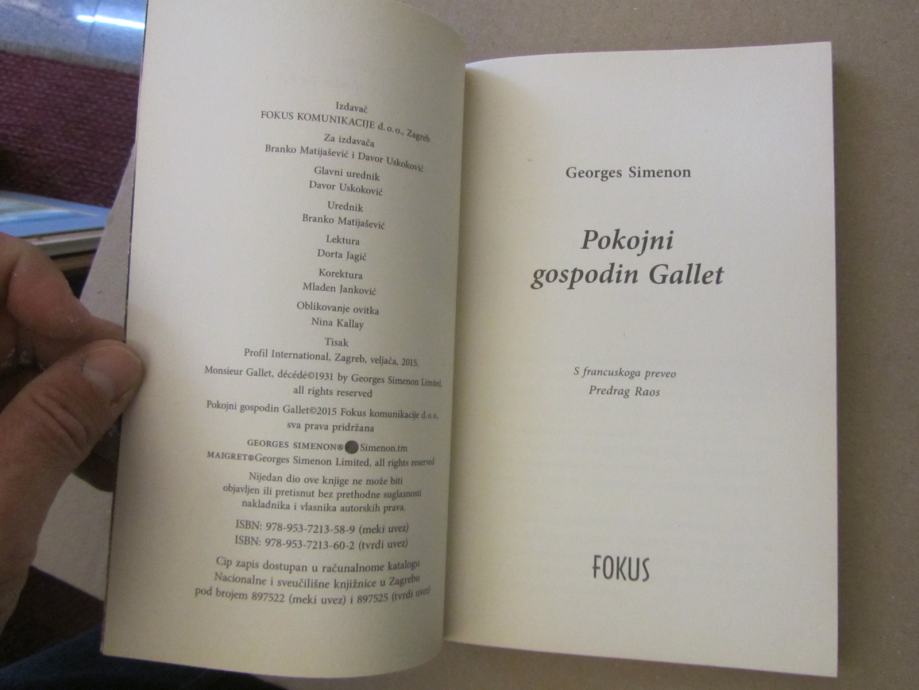 Izdavač
FOKUS KOMUNIKACIJE d. o. o., Zagreb
Za izdavača
Branko Matijašević i Davor Uskoković
Glavni urednik
Davor Uskoković
Urednik
Branko Matijašević
Lektura
Dorta Jagić
Korektura
Mladen Janković
Oblikovanje ovitka
Nina Kallay
Tisak
Profil International, Zagreb, veljača, 2015.
Monsieur Gallet, décédé©1931 by Georges Simenon Limited,
all rights reserved
Pokojni gospodin Gallet©2015 Fokus komunikacije d. o. o.,
sva prava pridržana
GEORGES SIMENON® Simenon.tm
MAIGRET®Georges Simenon Limited, all rights reserved
Nijedan dio ove knjige ne može biti
objavljen ili pretisnut bez prethodne suglasnosti
nakladnika i vlasnika autorskih prava.
ISBN: 978-953-7213-58-9 (meki uvez)
ISBN: 978-953-7213-60-2 (tvrdi uvez)
Cip zapis dostupan u računalnome katalogu
Nacionalne i sveučilišne knjižnice u Zagrebu
pod brojem 897522 (meki uvez) i 897525 (tvrdi uvez)
Georges Simenon
Pokojni
gospodin Gallet
S francuskoga preveo
Predrag Raos
FOKUS